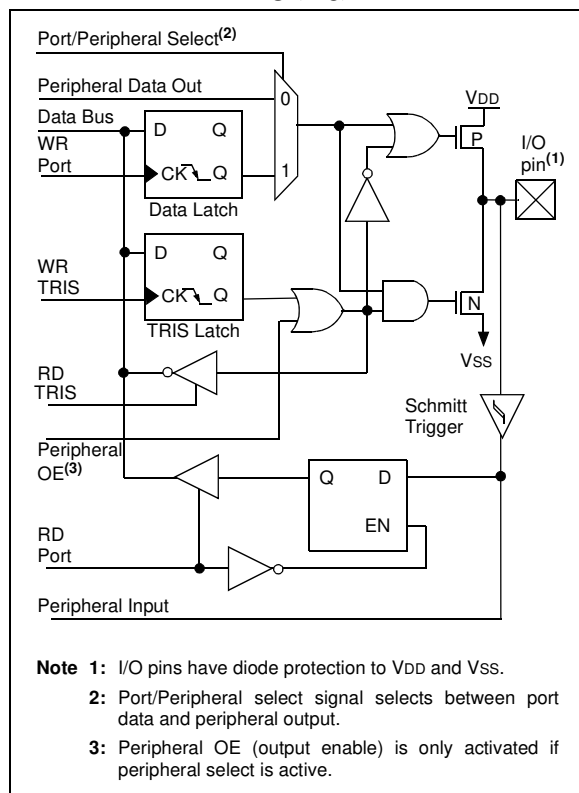 Port/Peripheral Select(2)
Peripheral Data Out
Data Bus
WR
Port
D Q
CK Q
Data Latch
0
1
VDD
P
I/O
pin(1)
WR
TRIS
D Q
CK Q
TRIS Latch
N
VSS
RD
TRIS
Schmitt
Trigger
Peripheral
OE(3)
Q D
EN
RD
Port
Peripheral Input
Note 1: I/O pins have diode protection to VDD and VSS.
2: Port/Peripheral select signal selects between port
data and peripheral output.
3: Peripheral OE (output enable) is only activated if
peripheral select is active.